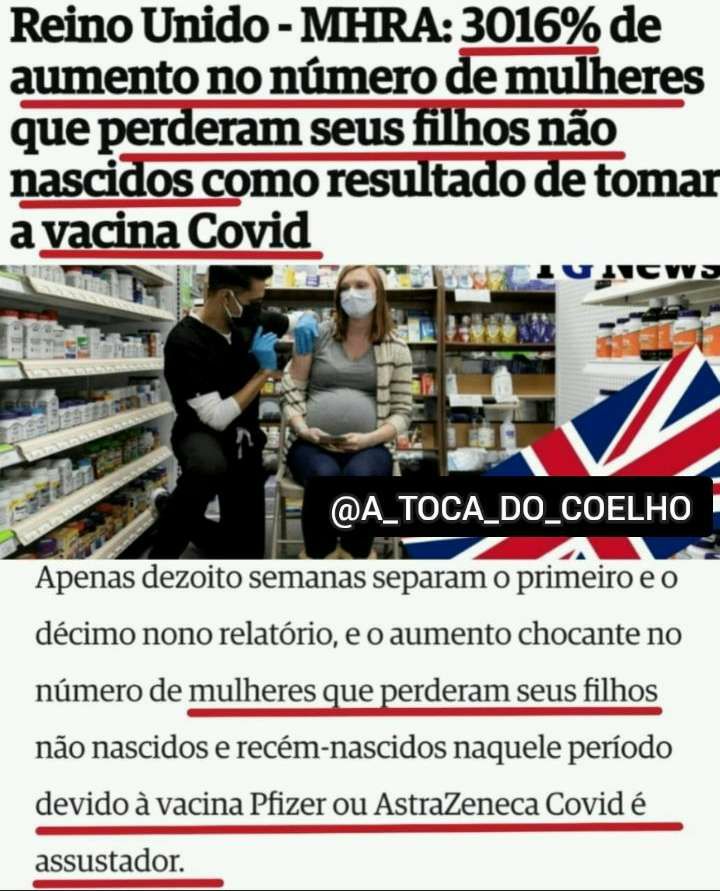 Reino Unido - MHRA: 3016% de
aumento no número de mulheres
que perderam seus filhos não
nascidos como resultado de tomar
a vacina Covid
TG News
@A_TOCA_DO_COELHO
Apenas dezoito semanas separam o primeiro e o
décimo nono relatório, e o aumento chocante no
número de mulheres que perderam seus filhos
não nascidos e recém-nascidos naquele período
devido à vacina Pfizer ou AstraZeneca Covid é
assustador.